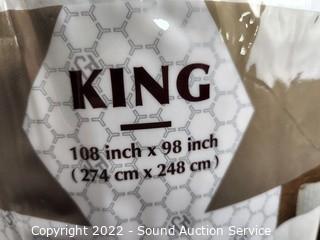 KING
108 inch x 98 inch
( 274 cm x 248 cm )
Copyright 2022 - Sound Auction Service